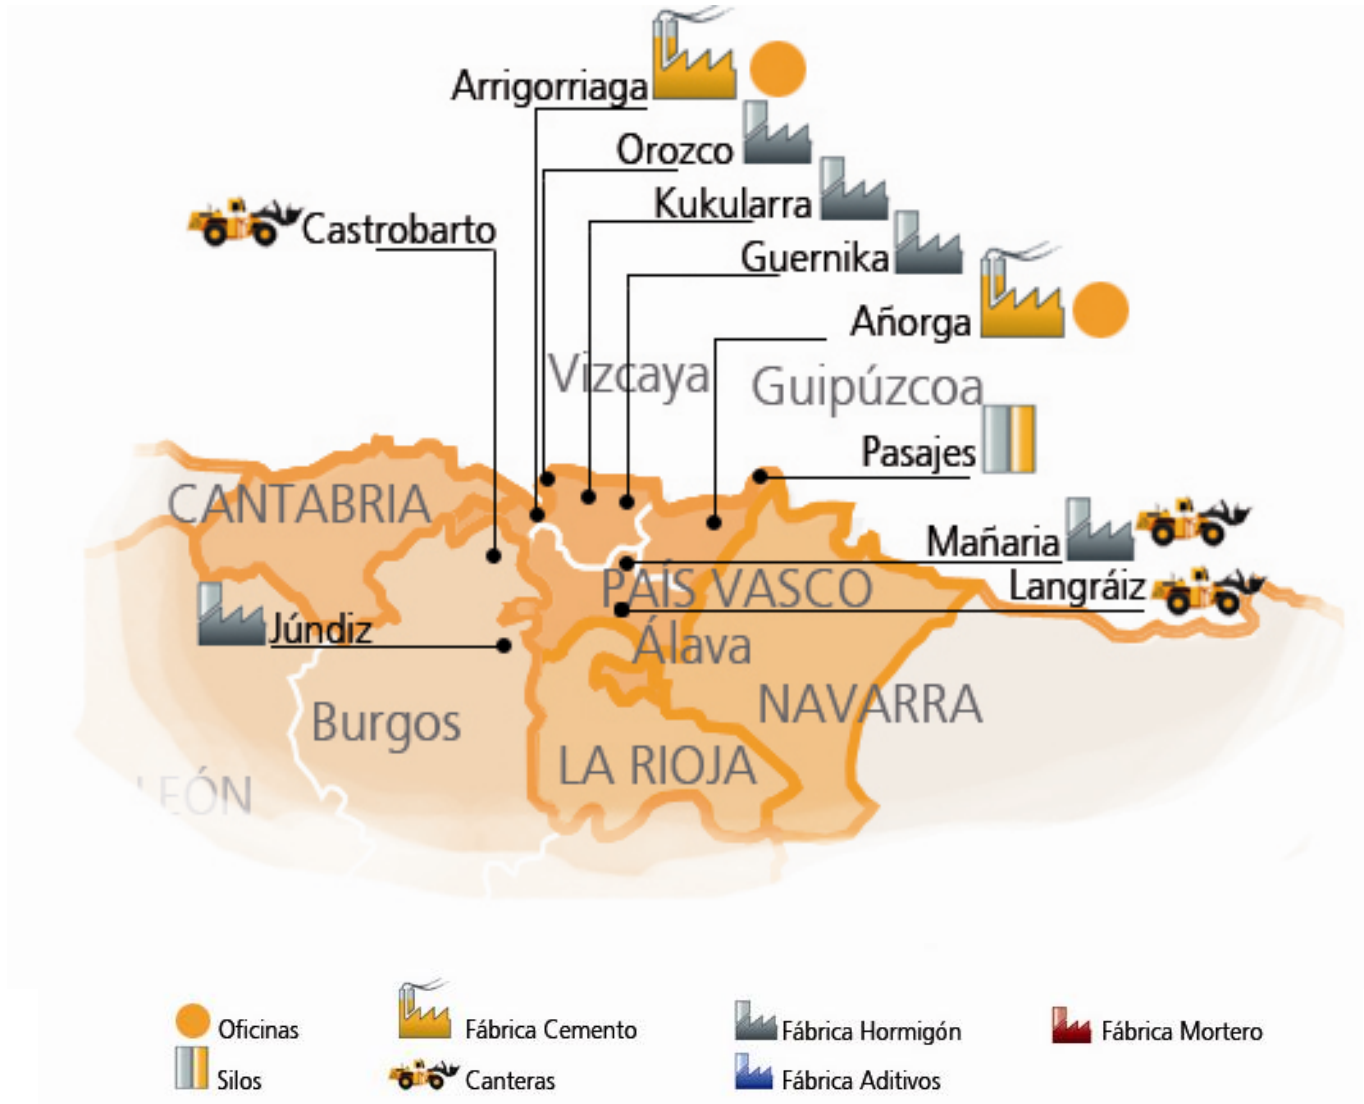 Arrigorriaga
Orozco
Kukularra
Castrobarto
Guernika
Añorga
Vizcaya
Guipúzcoa
Pasajes
CANTABRIA
Mañaria
PAÍS VASCO
Langráiz
Júndiz
Álava
Burgos
NAVARRA
LA RIOJA
LEÓN
Oficinas
Fábrica Cemento
Fábrica Hormigón
Fábrica Mortero
Silos
Canteras
Fábrica Aditivos